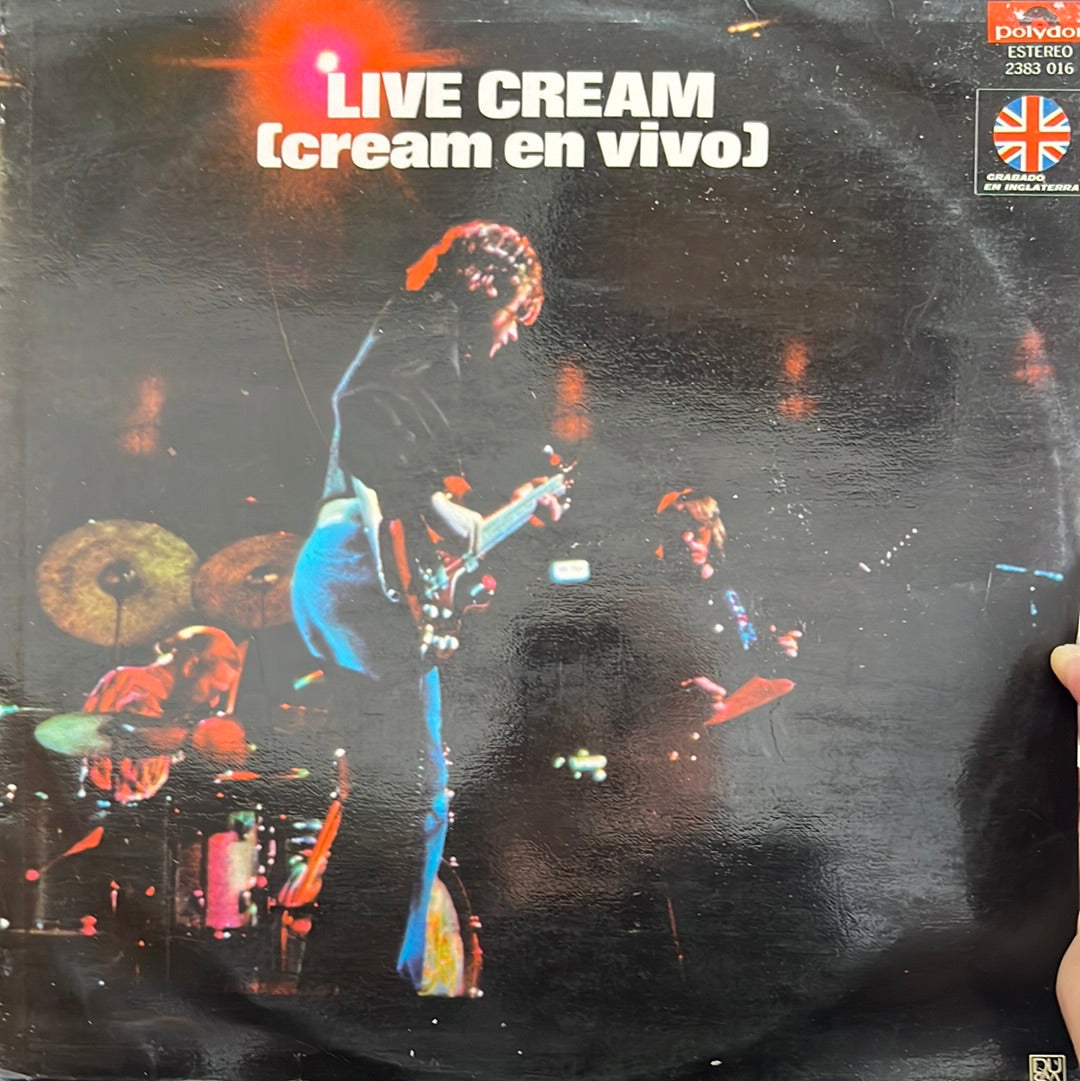 LIVE CREAM
(cream en vivo)
polydor
ESTEREO
2383 016
GRABADO
EN INGLATERRA